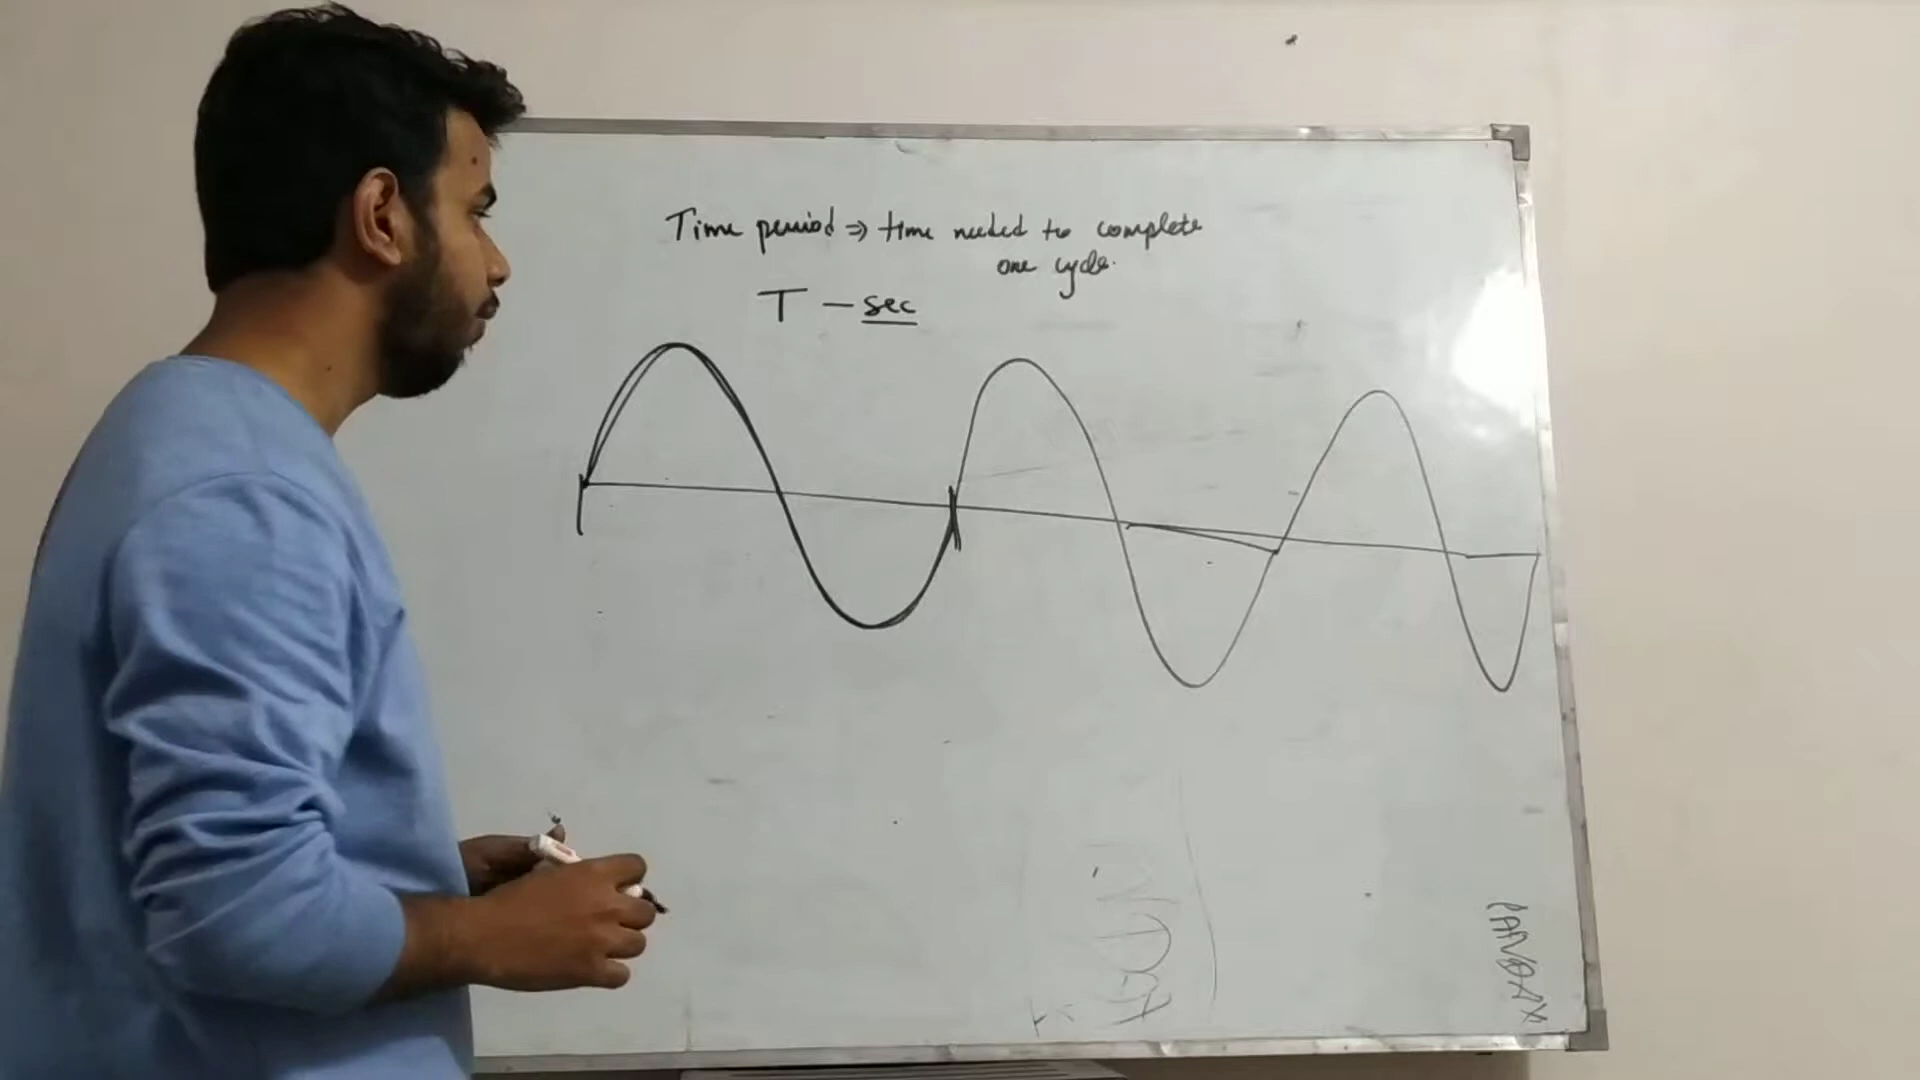 Time period ⇒ time needed to complete
one cycle.
T - sec